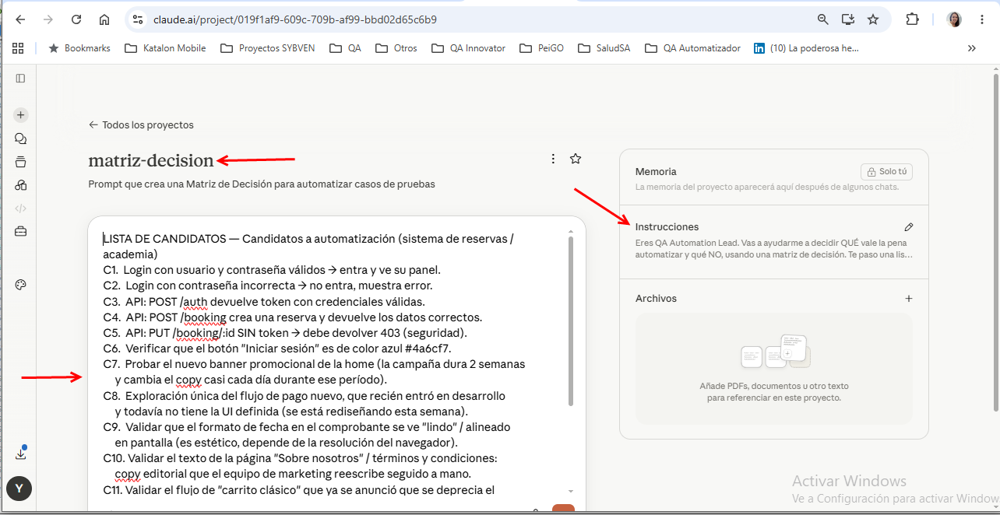 claude.ai/project/019f1af9-609c-709b-af99-bbd02d65c6b9
Bookmarks Katalon Mobile Proyectos SYBVEN QA Otros QA Innovator PeiGO SaludSA QA Automatizador (10) La poderosa he...
← Todos los proyectos
matriz-decision
Prompt que crea una Matriz de Decisión para automatizar casos de pruebas
LISTA DE CANDIDATOS — Candidatos a automatización (sistema de reservas /
academia)
C1. Login con usuario y contraseña válidos → entra y ve su panel.
C2. Login con contraseña incorrecta → no entra, muestra error.
C3. API: POST /auth devuelve token con credenciales válidas.
C4. API: POST /booking crea una reserva y devuelve los datos correctos.
C5. API: PUT /booking/:id SIN token → debe devolver 403 (seguridad).
C6. Verificar que el botón "Iniciar sesión" es de color azul #4a6cf7.
C7. Probar el nuevo banner promocional de la home (la campaña dura 2 semanas
y cambia el copy casi cada día durante ese período).
C8. Exploración única del flujo de pago nuevo, que recién entró en desarrollo
y todavía no tiene la UI definida (se está rediseñando esta semana).
C9. Validar que el formato de fecha en el comprobante se ve "lindo" / alineado
en pantalla (es estético, depende de la resolución del navegador).
C10. Validar el texto de la página "Sobre nosotros" / términos y condiciones:
copy editorial que el equipo de marketing reescribe seguido a mano.
C11. Validar el flujo de "carrito clásico" que ya se anunció que se deprecia el
Memoria
Solo tú
La memoria del proyecto aparecerá aquí después de algunos chats.
Instrucciones
Eres QA Automation Lead. Vas a ayudarme a decidir QUÉ vale la pena
automatizar y qué NO, usando una matriz de decisión. Te paso una lis...
Archivos
Añade PDFs, documentos u otro texto
para referenciar en este proyecto.
Y
Activar Windows
Ve a Configuración para activar Window